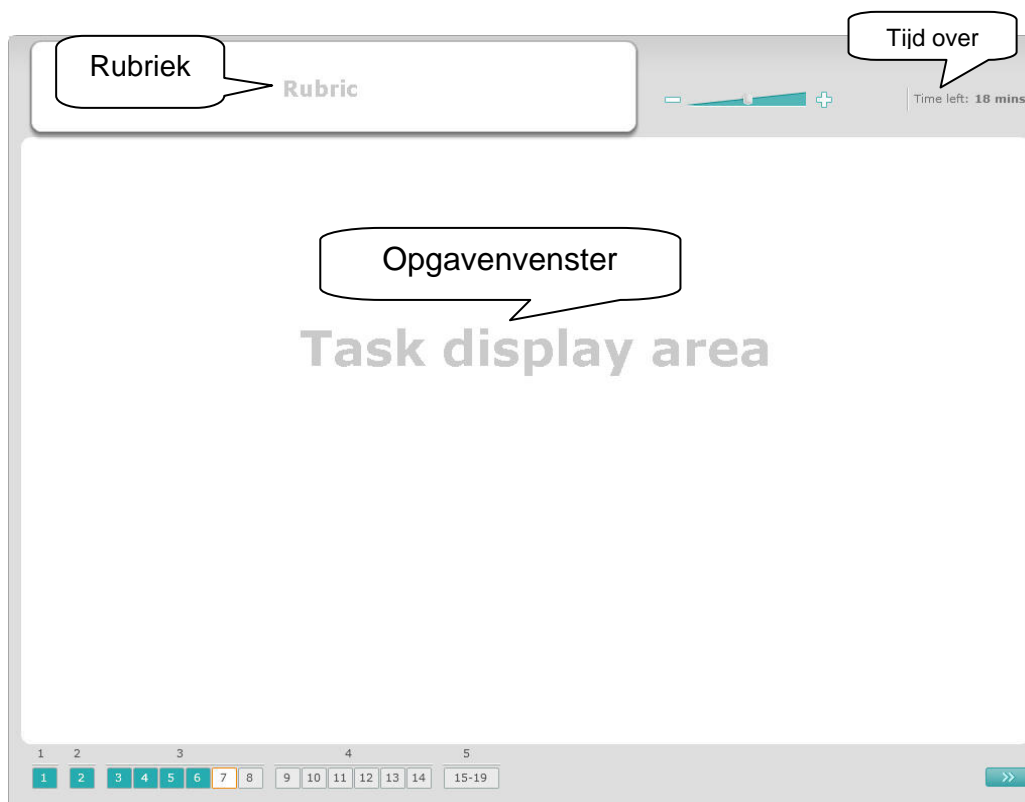 Tijd over
Rubriek
Rubric
Time left: 18 mins
Opgavenvenster
Task display area
1 2 3 4 5
1 2 3 4 5 6 7 8 9 10 11 12 13 14 15-19
>>